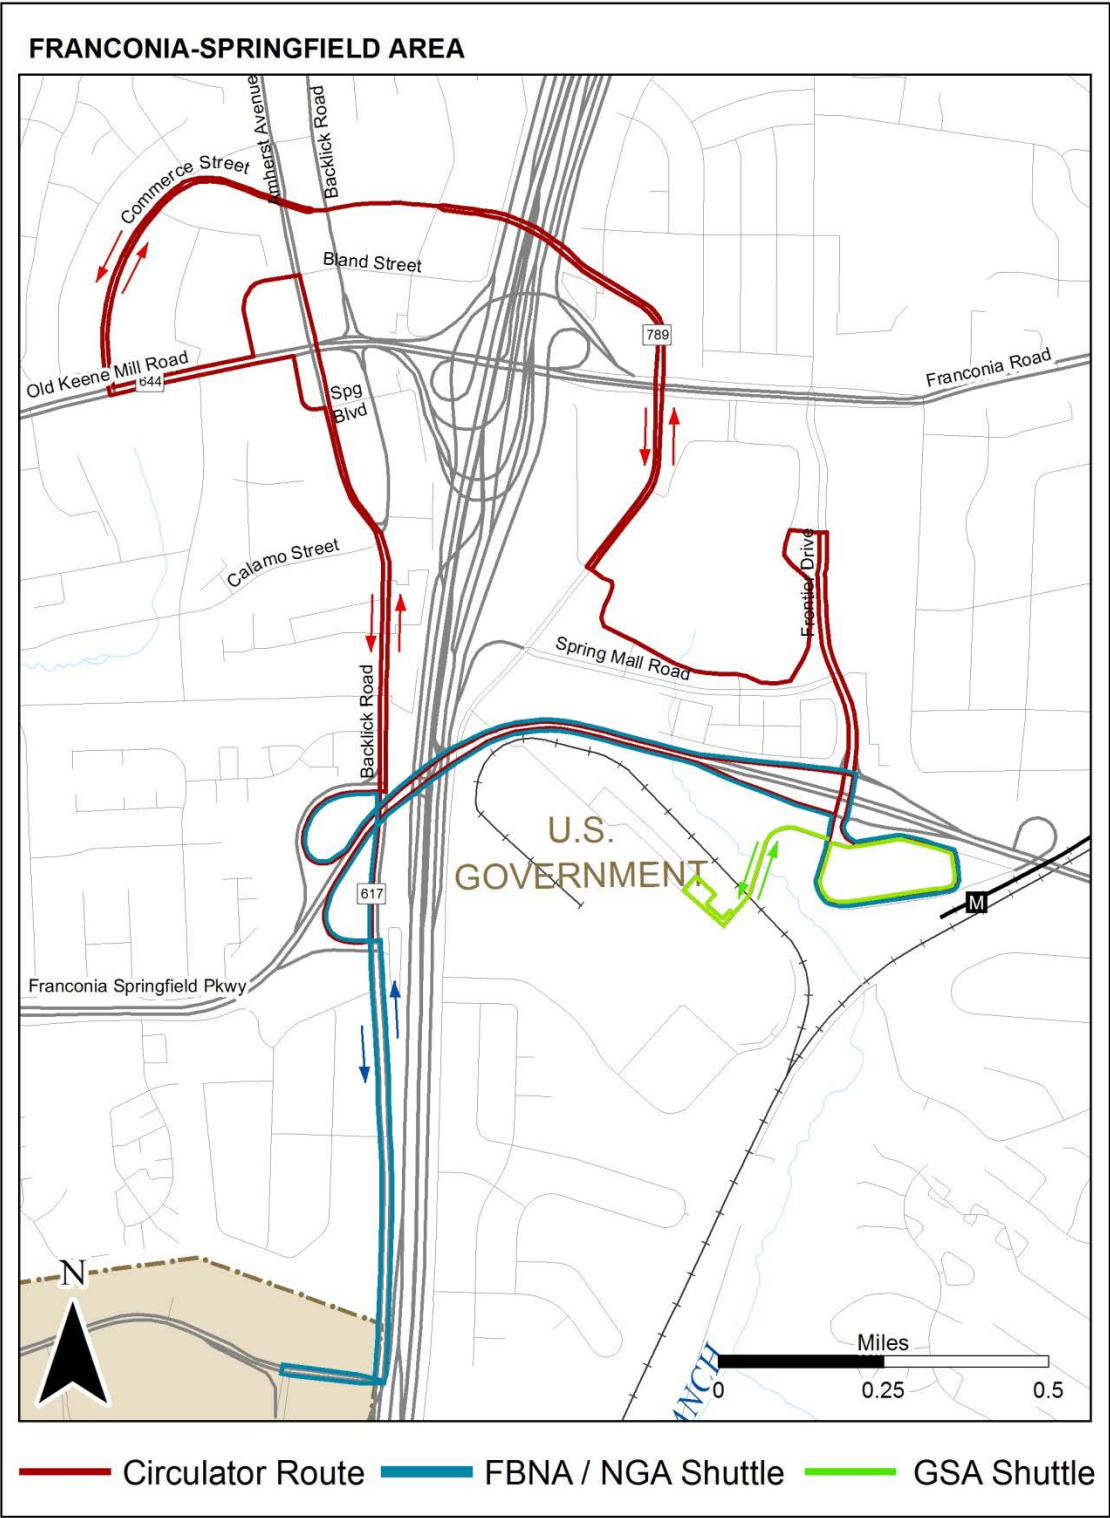 FRANCONIA-SPRINGFIELD AREA
Amherst Avenue
Backlick Road
Commerce Street
Bland Street
789
Old Keene Mill Road
644
Franconia Road
Spg
Blvd
Calamo Street
Frontier Drive
Spring Mall Road
Backlick Road
U.S.
GOVERNMENT
617
M
Franconia Springfield Pkwy
N
Miles
0
0.25
0.5
ANCH
Circulator Route
FBNA / NGA Shuttle
GSA Shuttle